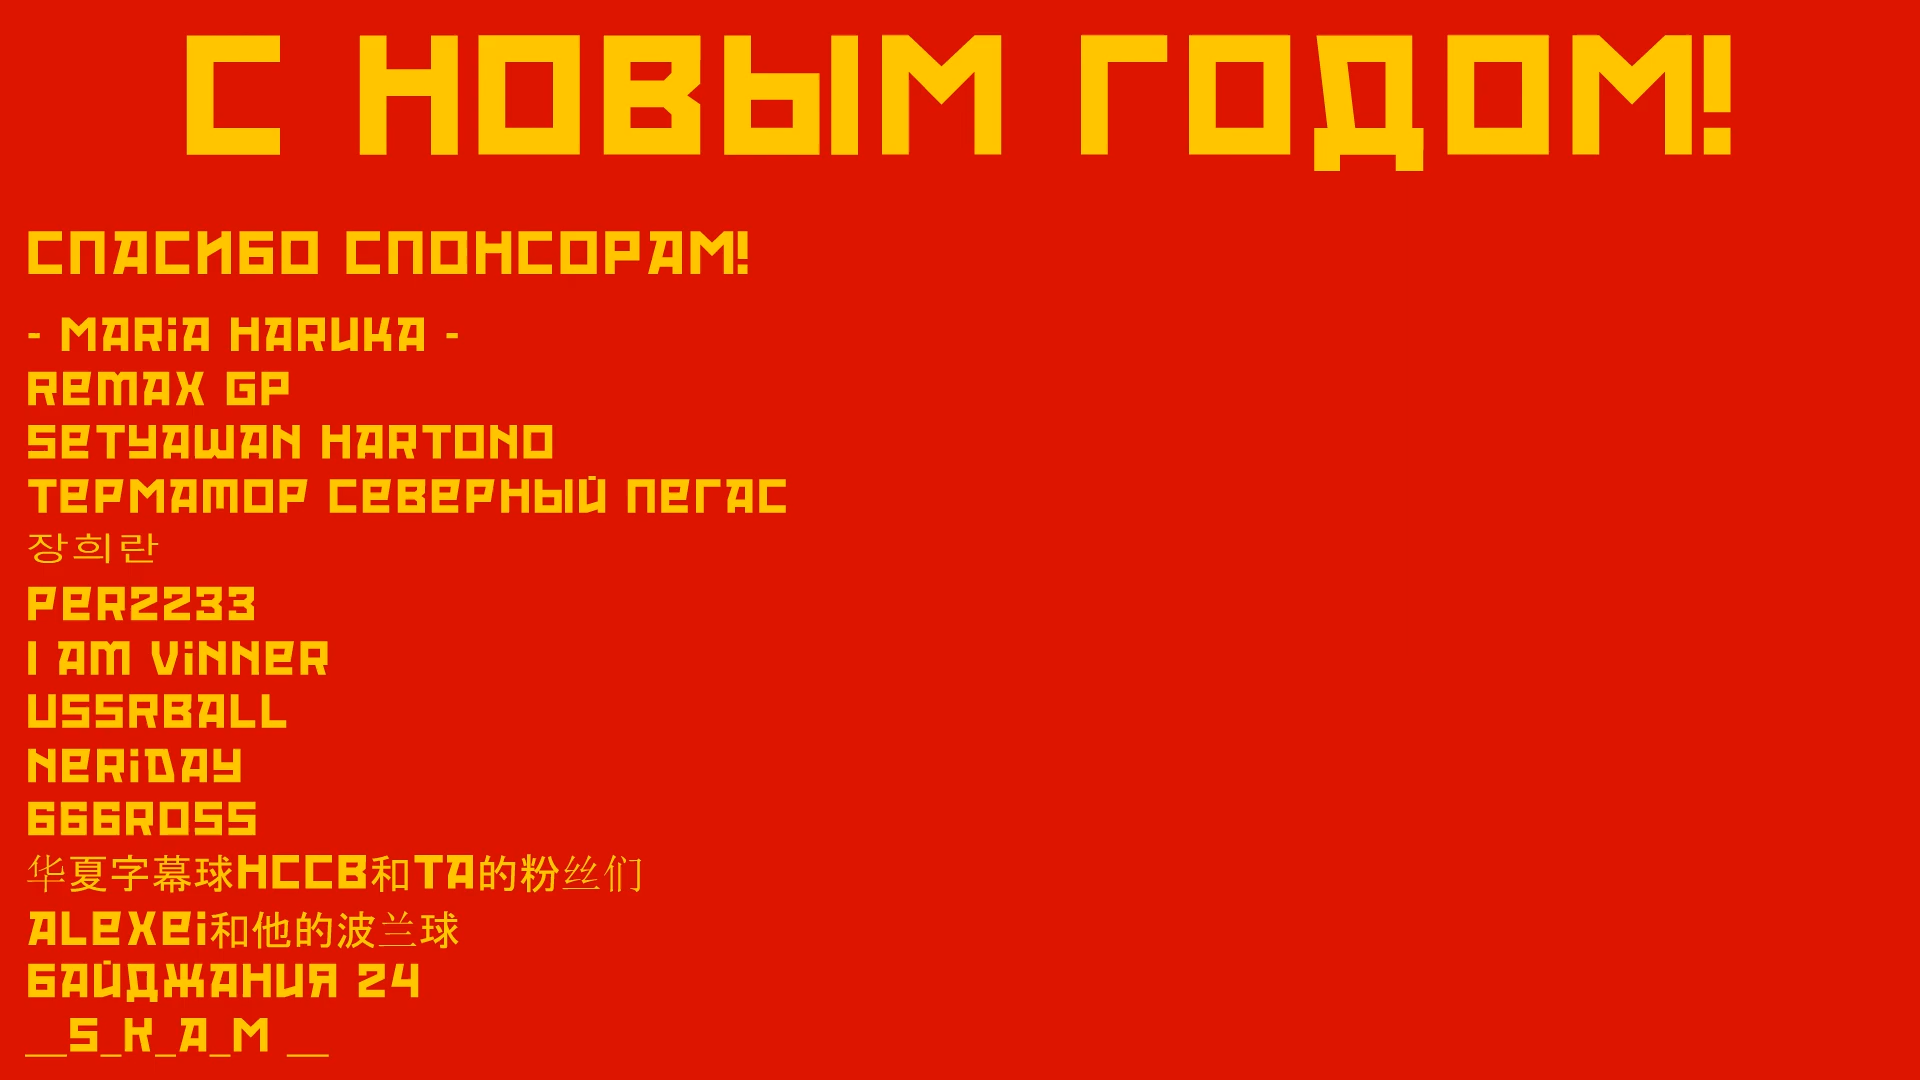 С НОВЫМ ГОДОМ!
СПАСИБО СПОНСОРАМ!
- MARiA HARUKA -
ReMAX GP
SeTYAWAN HARTONO
ТеРМАтОР СеВеРНЫЙ ПеГАС
장희란
PeR2233
I AM ViNNeR
USSRBALL
NeRiDAY
666ROSS
华夏字幕球HCCB和TA的粉丝们
ALeXei和他的波兰球
БАЙДЖАНИЯ 24
__S_K_A_M __